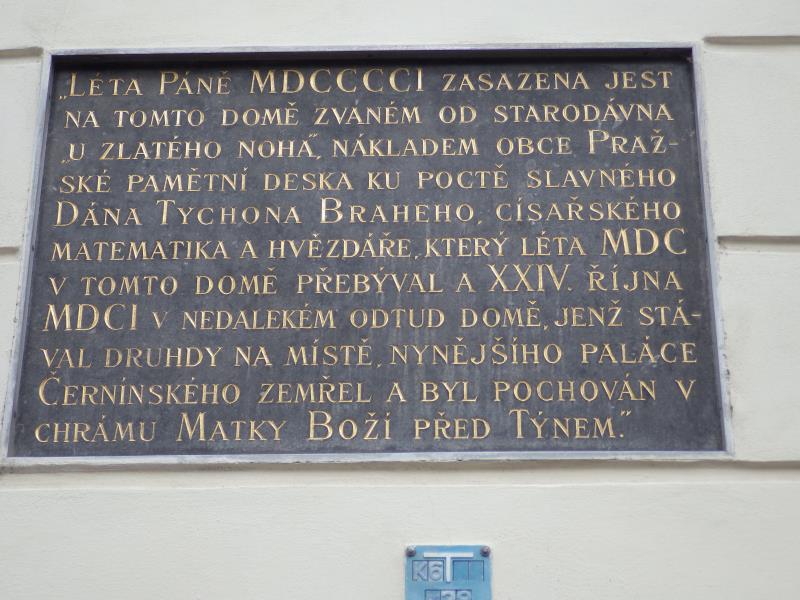 „LÉTA PÁNĚ MDCCCCCI ZASAZENA JEST
NA TOMTO DOMĚ ZVANÉM OD STARODÁVNA
„U ZLATÉHO NOHA‟, NÁKLADEM OBCE PRAŽ-
SKÉ PAMĚTNÍ DESKA KU POCTĚ SLAVNÉHO
DÁNA TYCHONA BRAHEHO, CÍSAŘSKÉHO
MATEMATIKA A HVĚZDÁŘE, KTERÝ LÉTA MDC
V TOMTO DOMĚ PŘEBÝVAL A XXIV. ŘÍJNA
MDCI V NEDALEKÉM ODTUD DOMĚ, JENŽ STÁ-
VAL DRUHDY NA MÍSTĚ, NYNĚJŠÍHO PALÁCE
ČERNÍNSKÉHO ZEMŘEL A BYL POCHOVÁN V
CHRÁMU MATKY BOŽÍ PŘED TÝNEM.‟
K6
T